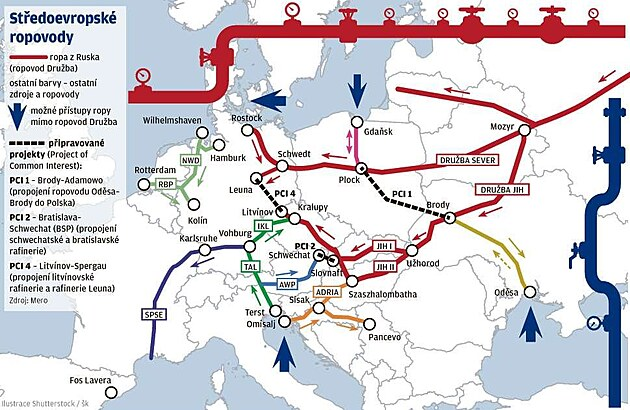 Středoevropské
ropovody
ropa z Ruska
(ropovod Družba)
ostatní barvy – ostatní
zdroje a ropovody
možné přístupy ropy
mimo ropovod Družba
připravované
projekty (Project of
Common Interest):
PCI 1 – Brody-Adamowo
(propojení ropovodu Oděsa-
Brody do Polska)
PCI 2 – Bratislava-
Schwechat (BSP) (propojení
schwechatské a bratislavské
rafinerie)
PCI 4 – Litvínov-Spergau
(propojení litvínovské
rafinerie a rafinerie Leuna)
Zdroj: Mero
Wilhelmshaven
Rostock
Gdaňsk
Mozyr
Hamburk
NWD
Schwedt
DRUŽBA SEVER
Rotterdam
RBP
Leuna
Plock
DRUŽBA JIH
PCI 4
PCI 1
Kolín
Litvínov
Kralupy
Brody
IKL
Karlsruhe
Vohburg
PCI 2
Schwechat
JIH I
Slovnaft
JIH II
Užhorod
TAL
AWP
Szaszhalombatha
Oděsa
ADRIA
Sisak
SPSE
Terst
Omisalj
Pancevo
Fos Lavera
Ilustrace Shutterstock / šk